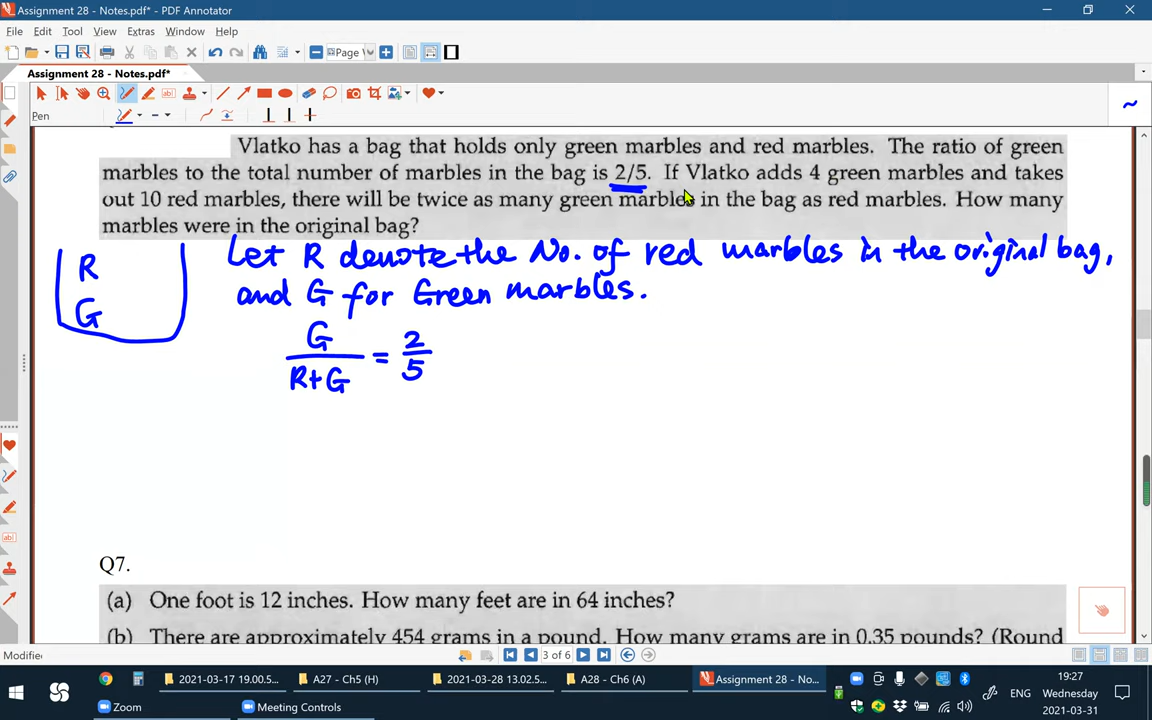 Assignment 28 - Notes.pdf* - PDF Annotator
File Edit Tool View Extras Window Help
Page
Assignment 28 - Notes.pdf*
Pen
Vlatko has a bag that holds only green marbles and red marbles. The ratio of green
marbles to the total number of marbles in the bag is 2/5. If Vlatko adds 4 green marbles and takes
out 10 red marbles, there will be twice as many green marbles in the bag as red marbles. How many
marbles were in the original bag?
R
G
Let R denote the No. of red marbles in the original bag,
and G for Green marbles.
G
R+G
=
2
5
Q7.
(a) One foot is 12 inches. How many feet are in 64 inches?
(b) There are approximately 454 grams in a pound. How many grams are in 0.35 pounds? (Round
Modifie
3 of 6
2021-03-17 19.00.5...
A27 - Ch5 (H)
2021-03-28 13.02.5...
A28 - Ch6 (A)
Assignment 28 - No...
Zoom
Meeting Controls
ENG
19:27
Wednesday
2021-03-31